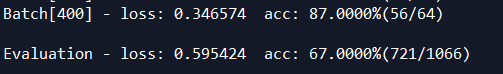 Batch[400] - loss: 0.346574 acc: 87.0000%(56/64)
Evaluation - loss: 0.595424 acc: 67.0000%(721/1066)